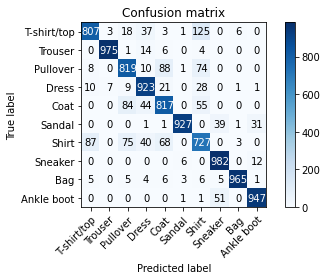 Confusion matrix
True label
T-shirt/top 807 3 18 37 3 1 125 0 6 0
Trouser 0 975 1 14 6 0 4 0 0 0
Pullover 8 0 819 10 88 1 74 0 0 0
Dress 10 7 9 923 21 0 28 0 1 1
Coat 0 0 84 44 817 0 55 0 0 0
Sandal 0 0 0 1 1 927 0 39 1 31
Shirt 87 0 75 40 68 0 727 0 3 0
Sneaker 0 0 0 0 0 6 0 982 0 12
Bag 5 0 5 4 6 3 5 6 965 1
Ankle boot 0 0 0 0 0 1 1 51 0 947
T-shirt/top Trouser Pullover Dress Coat Sandal Shirt Sneaker Bag Ankle boot
Predicted label
800
600
400
200
0